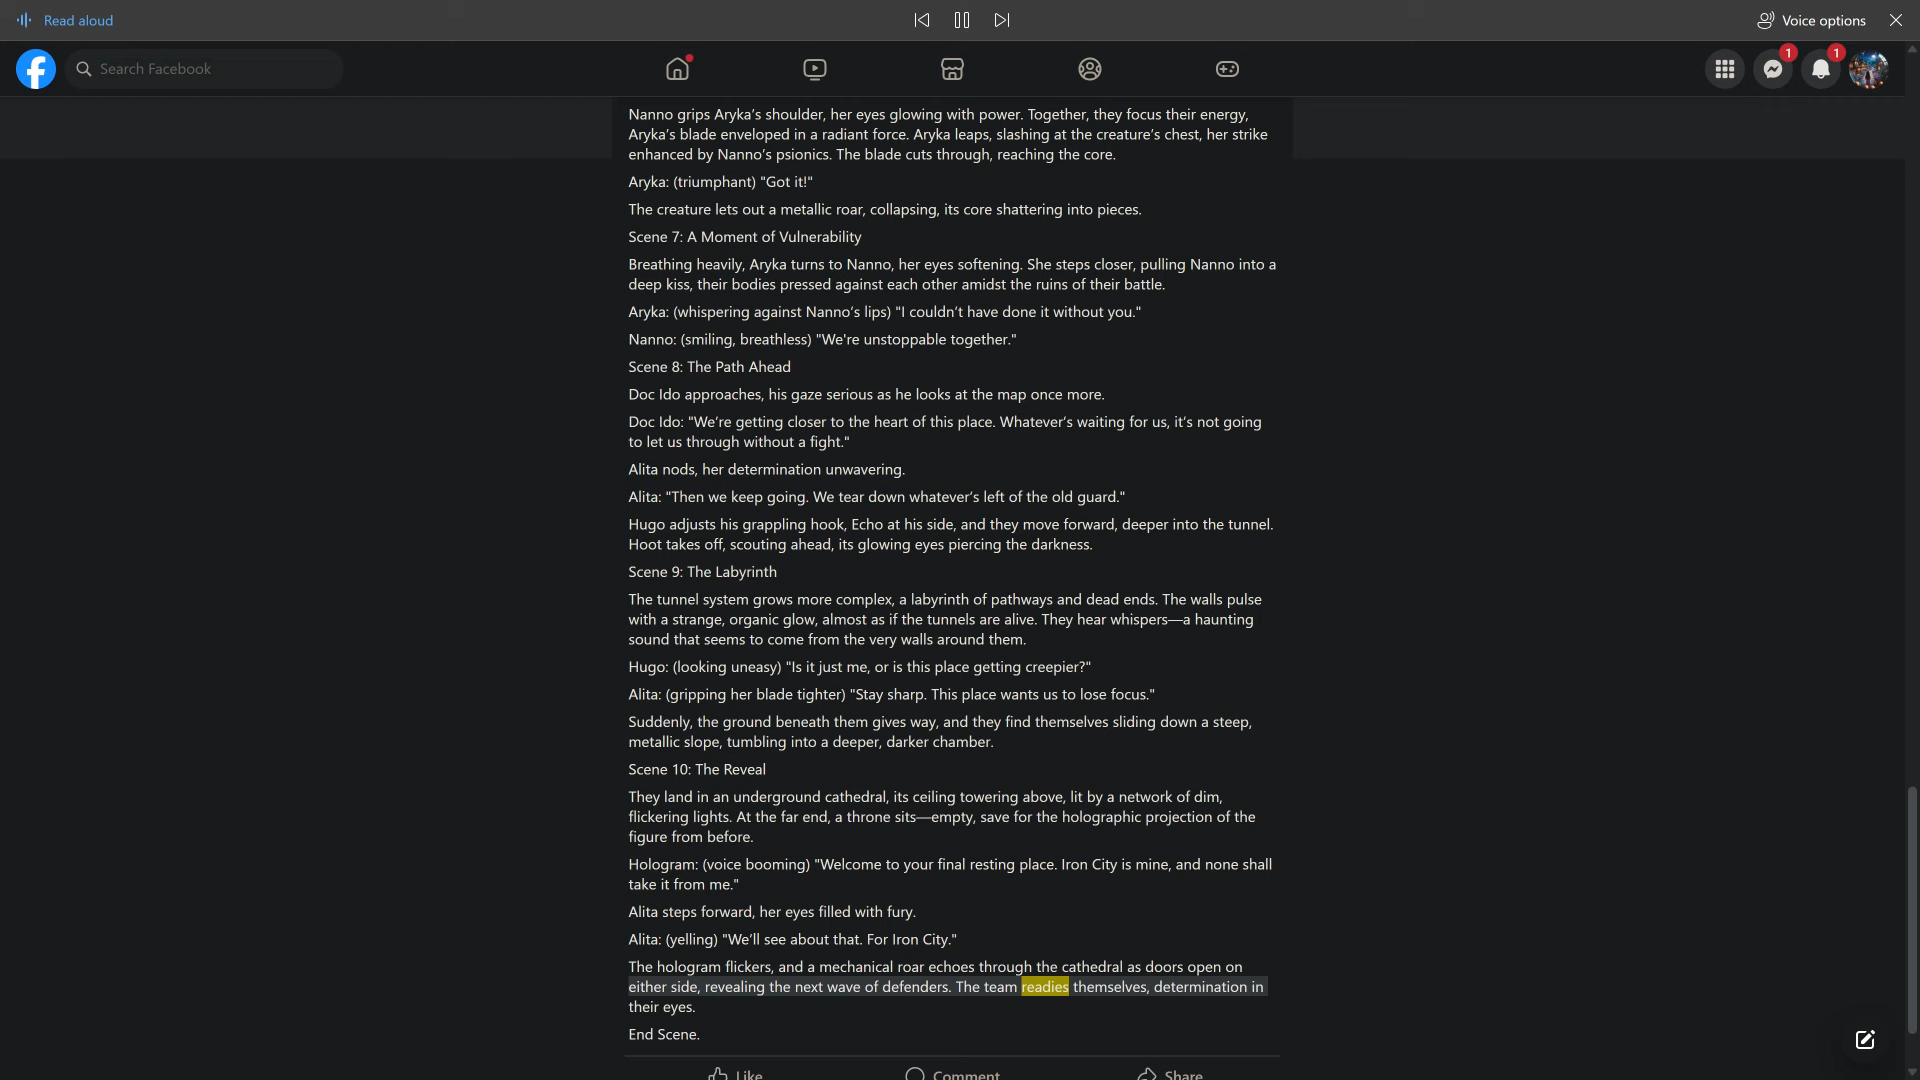 Read aloud
Voice options
Search Facebook
1
1
Nanno grips Aryka's shoulder, her eyes glowing with power. Together, they focus their energy,
Aryka's blade enveloped in a radiant force. Aryka leaps, slashing at the creature's chest, her strike
enhanced by Nanno's psionics. The blade cuts through, reaching the core.
Aryka: (triumphant) "Got it!"
The creature lets out a metallic roar, collapsing, its core shattering into pieces.
Scene 7: A Moment of Vulnerability
Breathing heavily, Aryka turns to Nanno, her eyes softening. She steps closer, pulling Nanno into a
deep kiss, their bodies pressed against each other amidst the ruins of their battle.
Aryka: (whispering against Nanno's lips) "I couldn't have done it without you."
Nanno: (smiling, breathless) "We're unstoppable together."
Scene 8: The Path Ahead
Doc Ido approaches, his gaze serious as he looks at the map once more.
Doc Ido: "We're getting closer to the heart of this place. Whatever's waiting for us, it's not going
to let us through without a fight."
Alita nods, her determination unwavering.
Alita: "Then we keep going. We tear down whatever's left of the old guard."
Hugo adjusts his grappling hook, Echo at his side, and they move forward, deeper into the tunnel.
Hoot takes off, scouting ahead, its glowing eyes piercing the darkness.
Scene 9: The Labyrinth
The tunnel system grows more complex, a labyrinth of pathways and dead ends. The walls pulse
with a strange, organic glow, almost as if the tunnels are alive. They hear whispers—a haunting
sound that seems to come from the very walls around them.
Hugo: (looking uneasy) "Is it just me, or is this place getting creepier?"
Alita: (gripping her blade tighter) "Stay sharp. This place wants us to lose focus."
Suddenly, the ground beneath them gives way, and they find themselves sliding down a steep,
metallic slope, tumbling into a deeper, darker chamber.
Scene 10: The Reveal
They land in an underground cathedral, its ceiling towering above, lit by a network of dim,
flickering lights. At the far end, a throne sits—empty, save for the holographic projection of the
figure from before.
Hologram: (voice booming) "Welcome to your final resting place. Iron City is mine, and none shall
take it from me."
Alita steps forward, her eyes filled with fury.
Alita: (yelling) "We'll see about that. For Iron City."
The hologram flickers, and a mechanical roar echoes through the cathedral as doors open on
either side, revealing the next wave of defenders. The team readies themselves, determination in
their eyes.
End Scene.
Like
Comment
Share